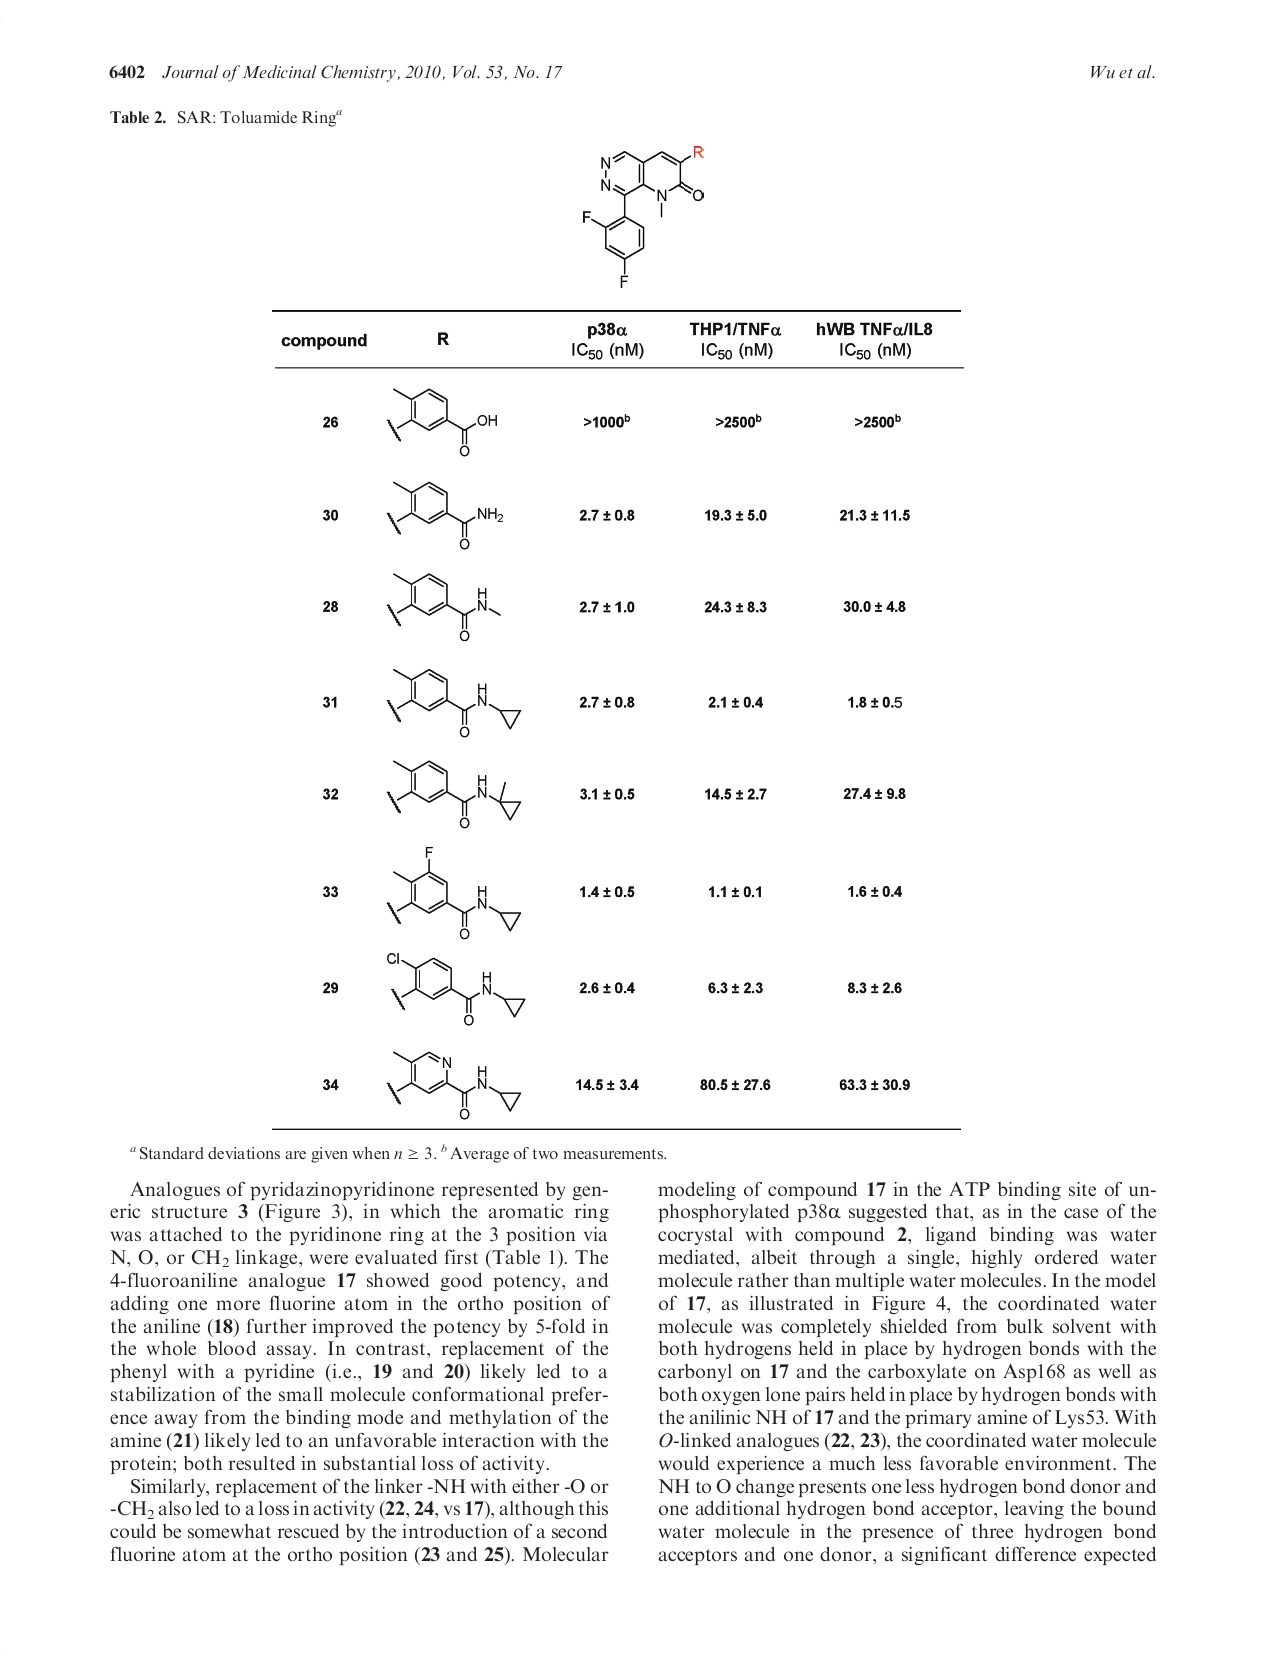 6402 Journal of Medicinal Chemistry, 2010, Vol. 53, No. 17 Wu et al.
Table 2. SAR: Toluamide Ring^a
R
N
N
N
O
F
F
compound R p38α IC50 (nM) THP1/TNFα IC50 (nM) hWB TNFα/IL8 IC50 (nM)
26 OH O >1000^b >2500^b >2500^b
30 NH2 O 2.7 ± 0.8 19.3 ± 5.0 21.3 ± 11.5
28 H N O 2.7 ± 1.0 24.3 ± 8.3 30.0 ± 4.8
31 H N O 2.7 ± 0.8 2.1 ± 0.4 1.8 ± 0.5
32 H N O 3.1 ± 0.5 14.5 ± 2.7 27.4 ± 9.8
33 F H N O 1.4 ± 0.5 1.1 ± 0.1 1.6 ± 0.4
29 Cl H N O 2.6 ± 0.4 6.3 ± 2.3 8.3 ± 2.6
34 N H N O 14.5 ± 3.4 80.5 ± 27.6 63.3 ± 30.9
^a Standard deviations are given when n ≥ 3. ^b Average of two measurements.
Analogues of pyridazinopyridinone represented by gen-
eric structure 3 (Figure 3), in which the aromatic ring
was attached to the pyridinone ring at the 3 position via
N, O, or CH2 linkage, were evaluated first (Table 1). The
4-fluoroaniline analogue 17 showed good potency, and
adding one more fluorine atom in the ortho position of
the aniline (18) further improved the potency by 5-fold in
the whole blood assay. In contrast, replacement of the
phenyl with a pyridine (i.e., 19 and 20) likely led to a
stabilization of the small molecule conformational prefer-
ence away from the binding mode and methylation of the
amine (21) likely led to an unfavorable interaction with the
protein; both resulted in substantial loss of activity.
Similarly, replacement of the linker -NH with either -O or
-CH2 also led to a loss in activity (22, 24, vs 17), although this
could be somewhat rescued by the introduction of a second
fluorine atom at the ortho position (23 and 25). Molecular
modeling of compound 17 in the ATP binding site of un-
phosphorylated p38α suggested that, as in the case of the
cocrystal with compound 2, ligand binding was water
mediated, albeit through a single, highly ordered water
molecule rather than multiple water molecules. In the model
of 17, as illustrated in Figure 4, the coordinated water
molecule was completely shielded from bulk solvent with
both hydrogens held in place by hydrogen bonds with the
carbonyl on 17 and the carboxylate on Asp168 as well as
both oxygen lone pairs held in place by hydrogen bonds with
the anilinic NH of 17 and the primary amine of Lys53. With
O-linked analogues (22, 23), the coordinated water molecule
would experience a much less favorable environment. The
NH to O change presents one less hydrogen bond donor and
one additional hydrogen bond acceptor, leaving the bound
water molecule in the presence of three hydrogen bond
acceptors and one donor, a significant difference expected